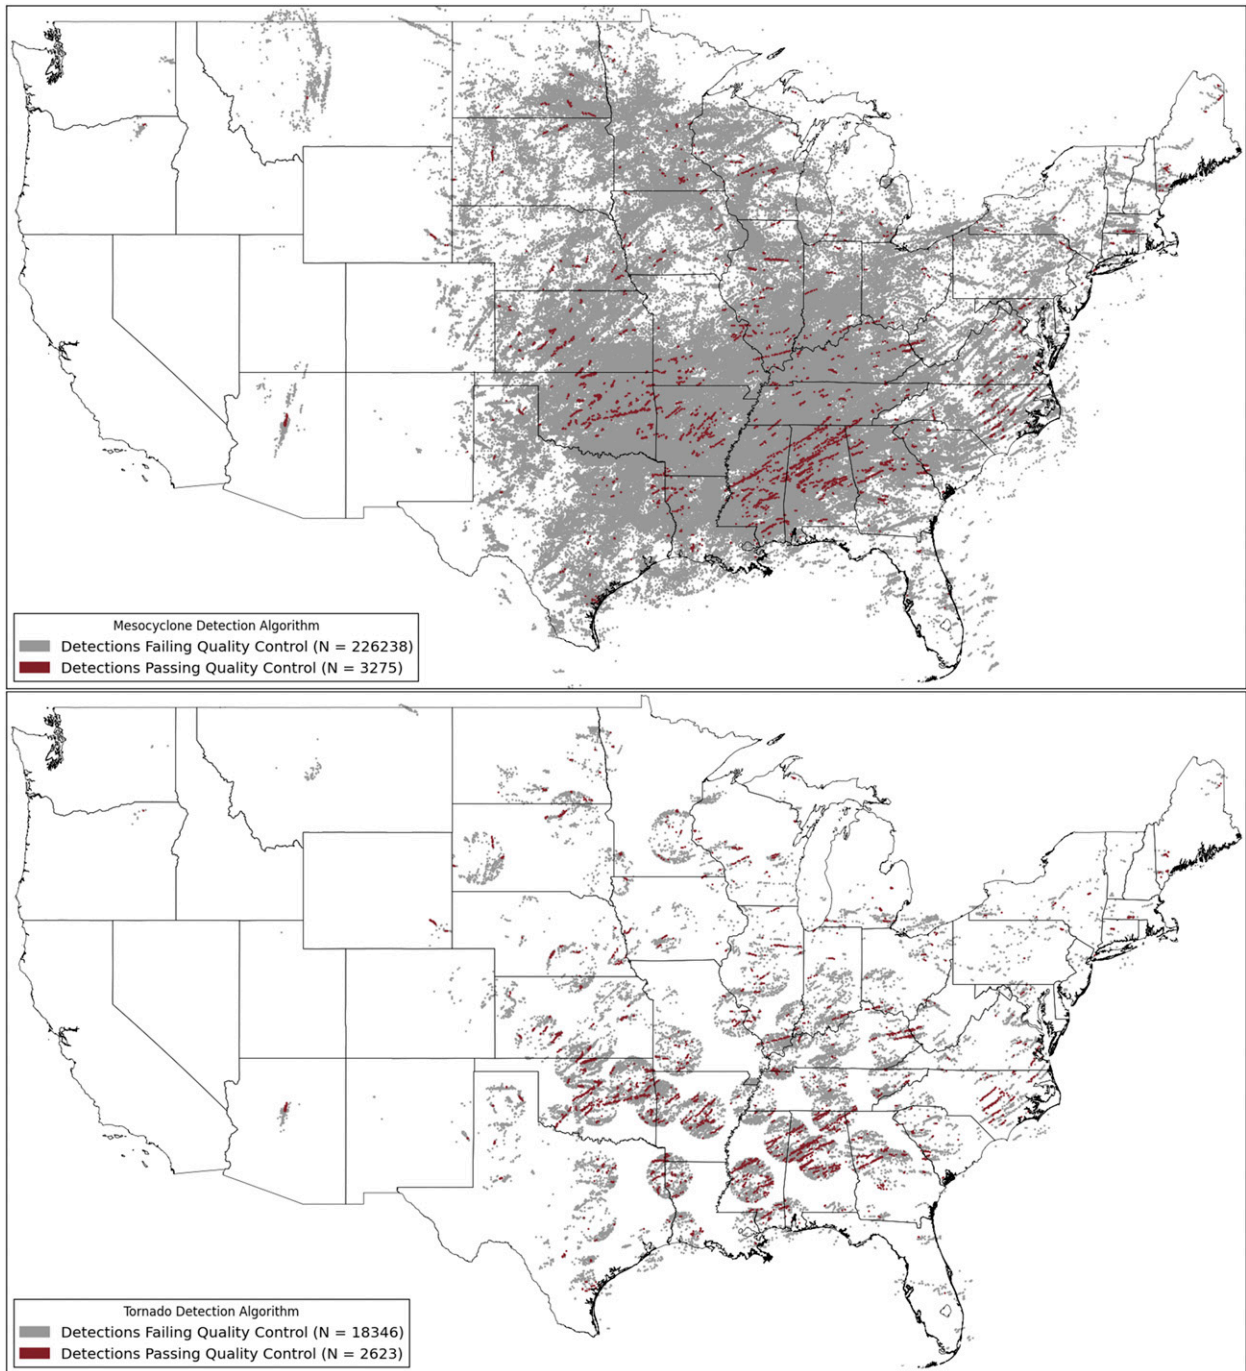 Mesocyclone Detection Algorithm
Detections Failing Quality Control (N = 226238)
Detections Passing Quality Control (N = 3275)
Tornado Detection Algorithm
Detections Failing Quality Control (N = 18346)
Detections Passing Quality Control (N = 2623)